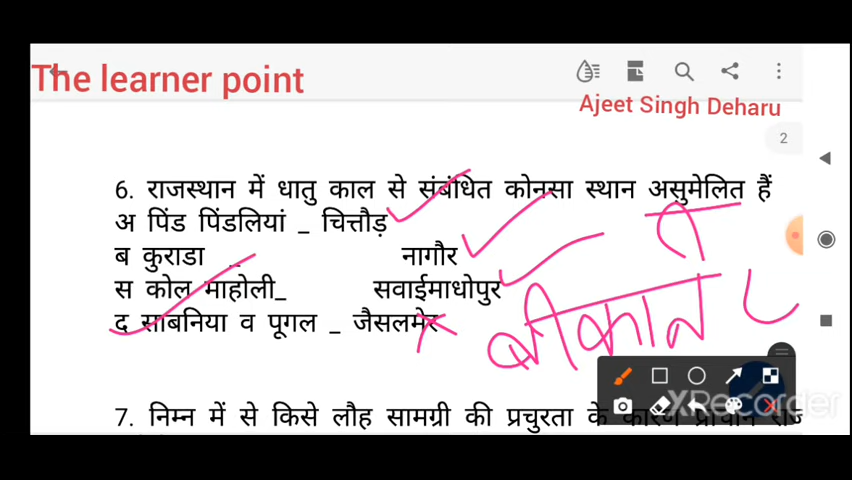 The learner point
Ajeet Singh Deharu
2
6. राजस्थान में धातु काल से संबंधित कोनसा स्थान असुमेलित हैं
अ पिंड पिंडलियां _ चित्तौड़
ब कुराडा _ नागौर
स कोल माहोली_ सवाईमाधोपुर
द साबनिया व पूगल _ जैसलमेर
7. निम्न में से किसे लौह सामग्री की प्रचुरता के कारण प्राचीन
XRecorder